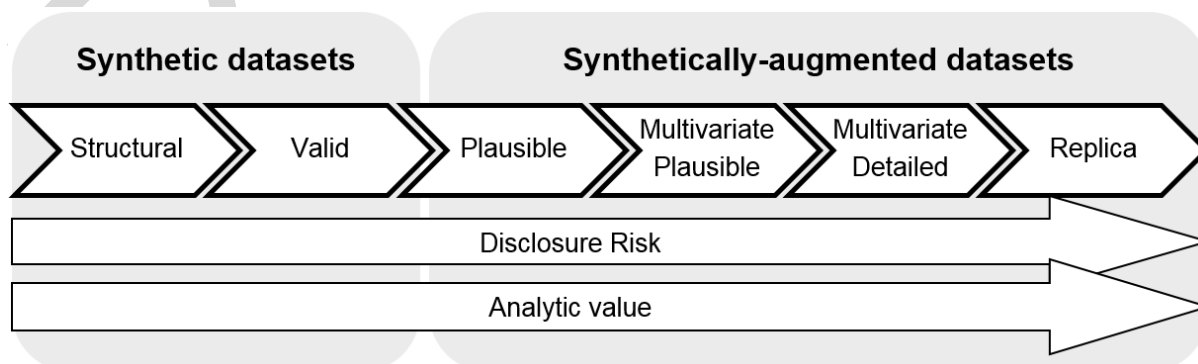 Synthetic datasets
Synthetically-augmented datasets
Structural
Valid
Plausible
Multivariate
Plausible
Multivariate
Detailed
Replica
Disclosure Risk
Analytic value